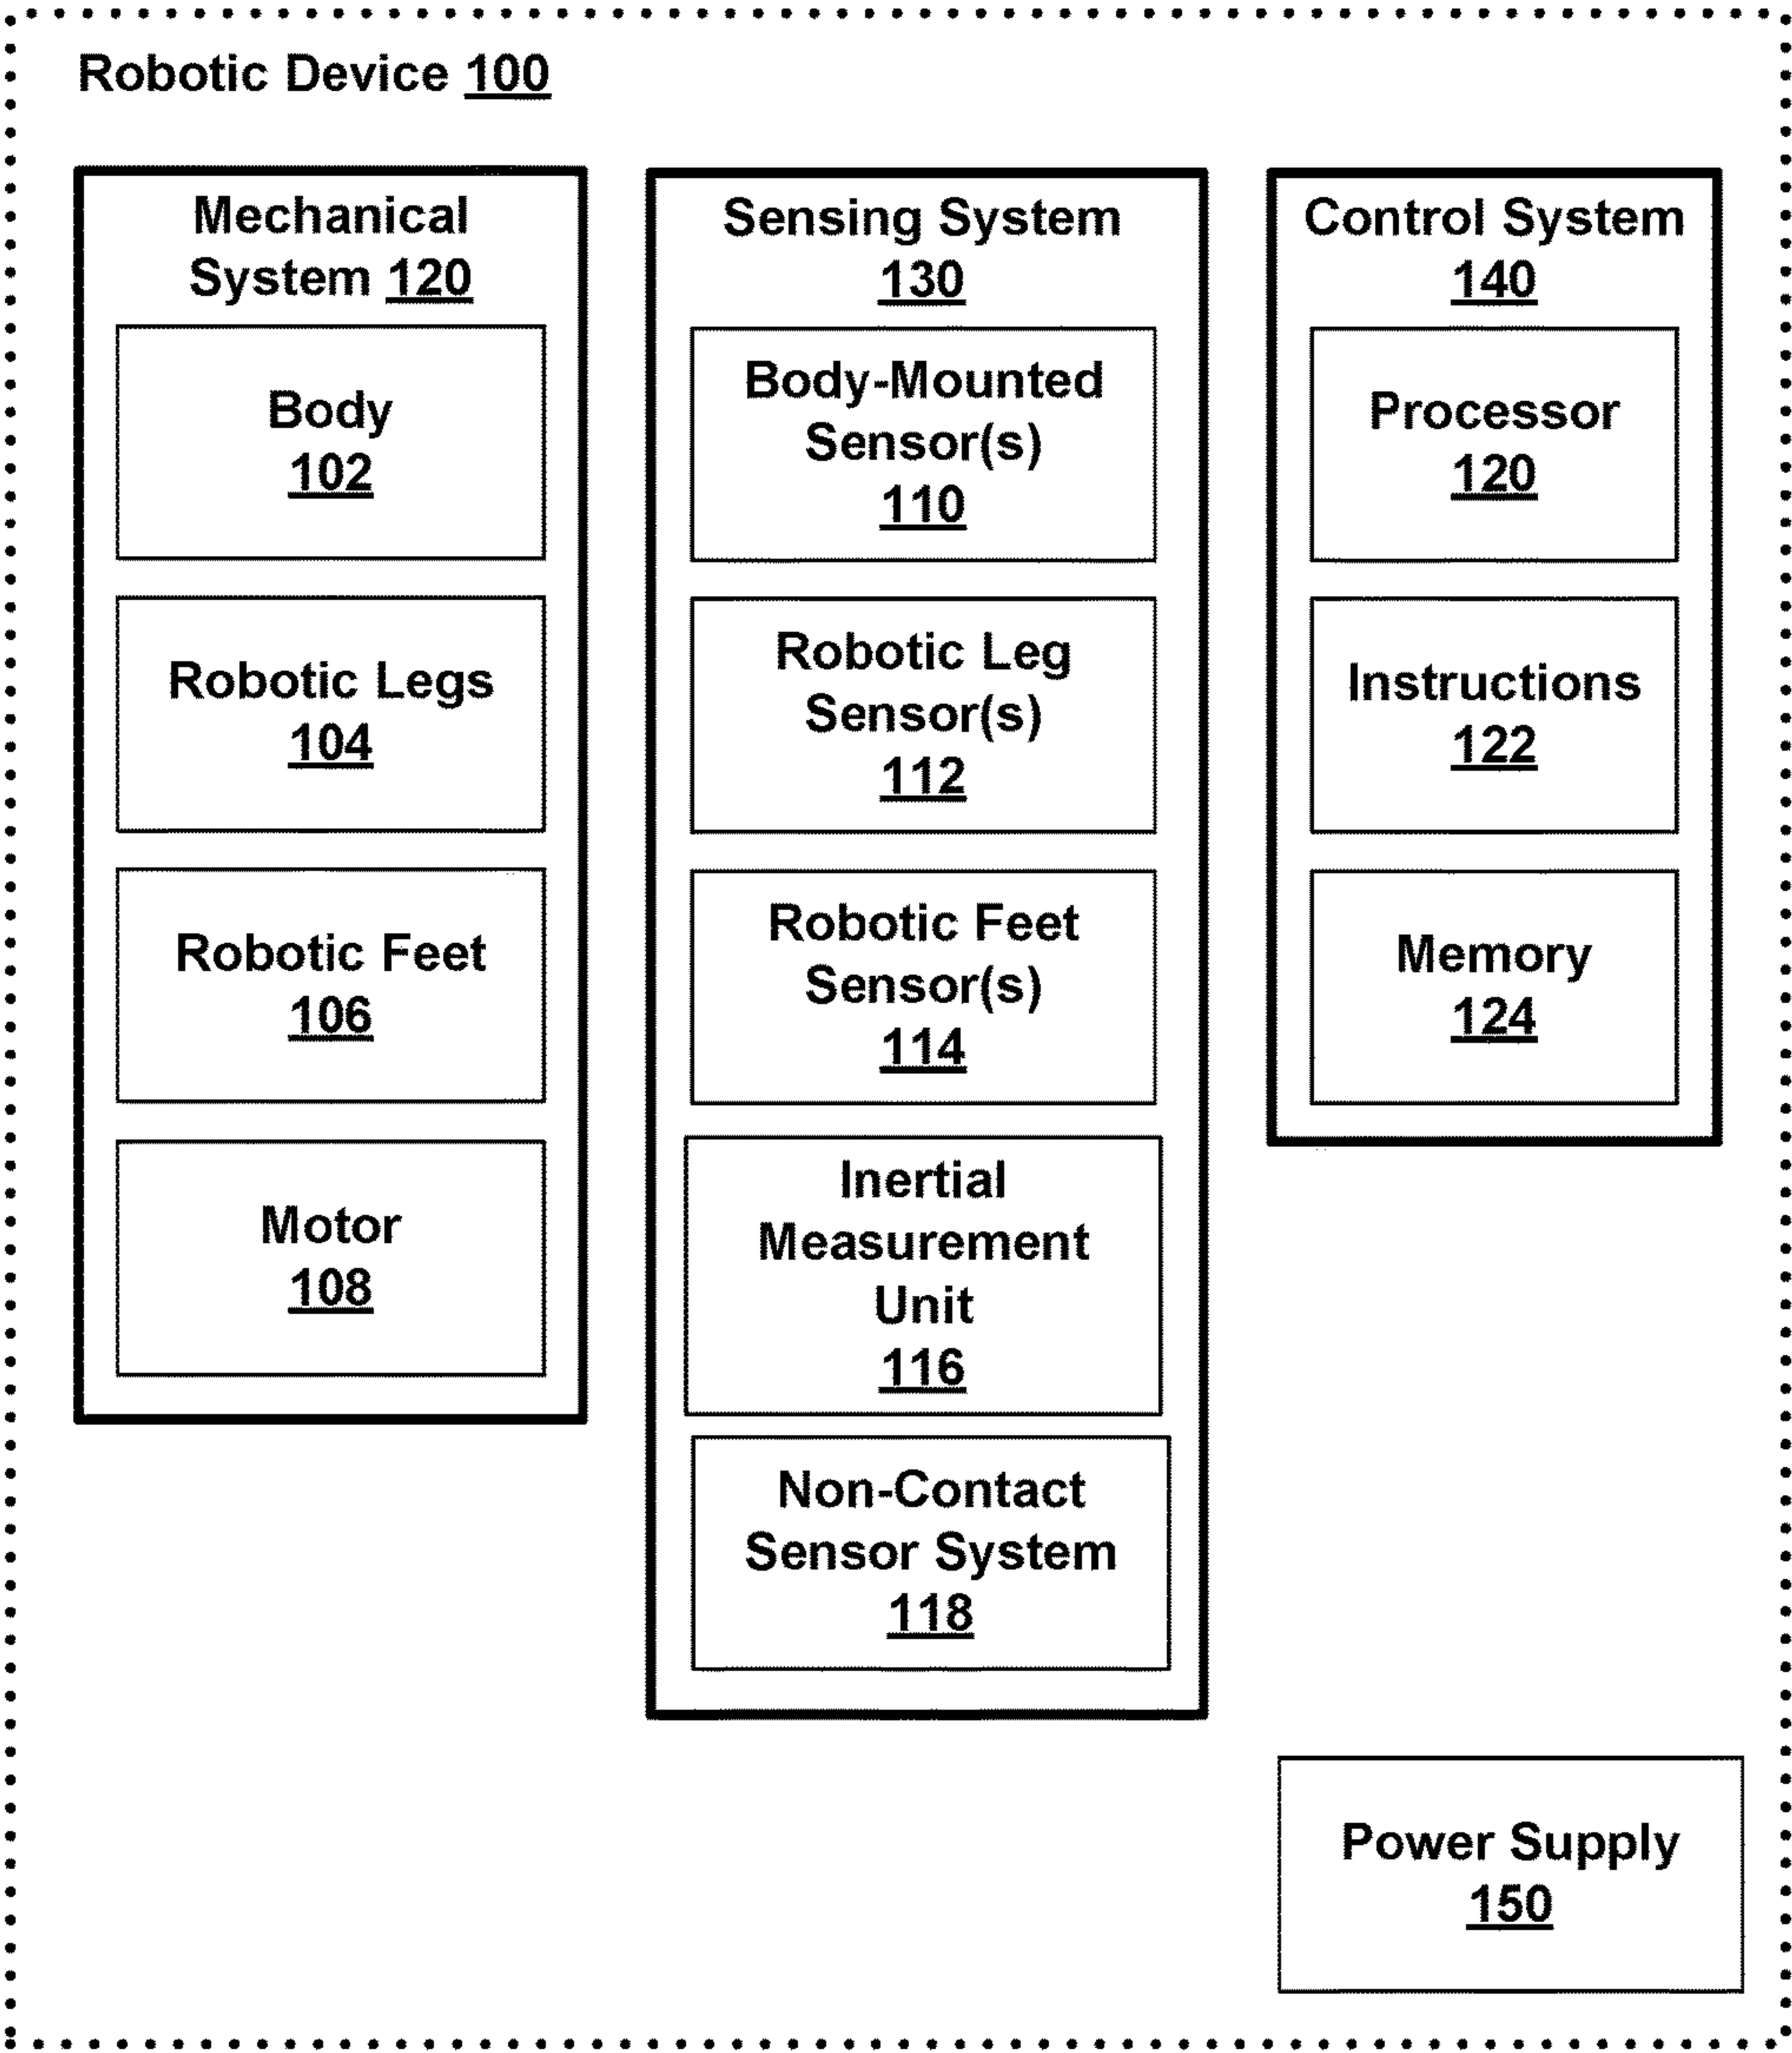 Robotic Device 100
Mechanical
System 120
Body
102
Robotic Legs
104
Robotic Feet
106
Motor
108
Sensing System
130
Body-Mounted
Sensor(s)
110
Robotic Leg
Sensor(s)
112
Robotic Feet
Sensor(s)
114
Inertial
Measurement
Unit
116
Non-Contact
Sensor System
118
Control System
140
Processor
120
Instructions
122
Memory
124
Power Supply
150